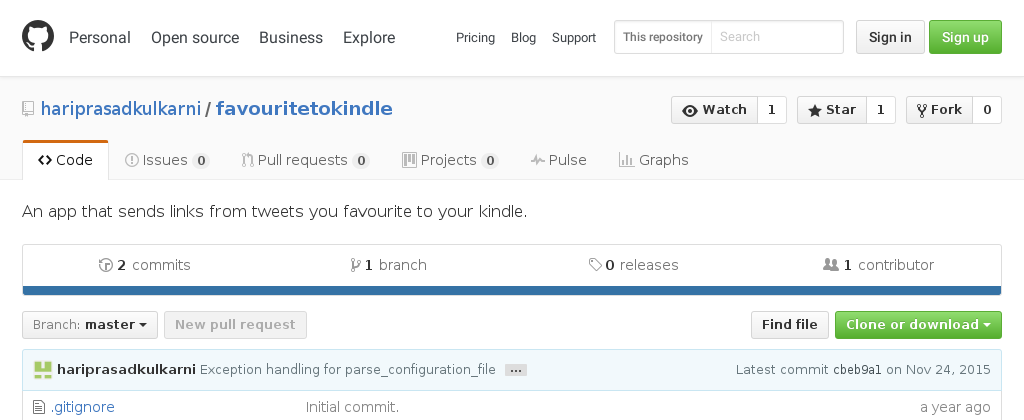 Personal Open source Business Explore Pricing Blog Support This repository Search Sign in Sign up
hariprasadkulkarni / favouritetokindle Watch 1 Star 1 Fork 0
Code Issues 0 Pull requests 0 Projects 0 Pulse Graphs
An app that sends links from tweets you favourite to your kindle.
2 commits 1 branch 0 releases 1 contributor
Branch: master New pull request Find file Clone or download
hariprasadkulkarni Exception handling for parse_configuration_file … Latest commit cbeb9a1 on Nov 24, 2015
.gitignore Initial commit. a year ago